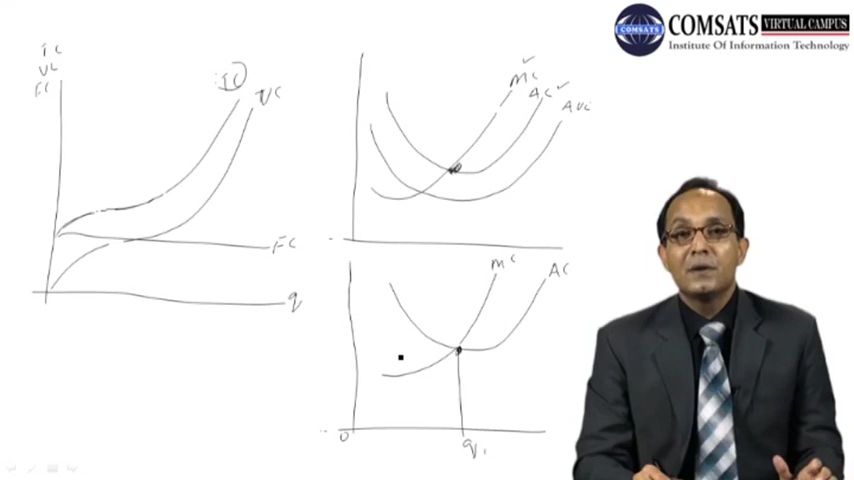 COMSATS VIRTUAL CAMPUS
COMSATS
Institute Of Information Technology
TC
VC
FC
TC
VC
FC
q
MC
AC
AVC
MC
AC
0
q1